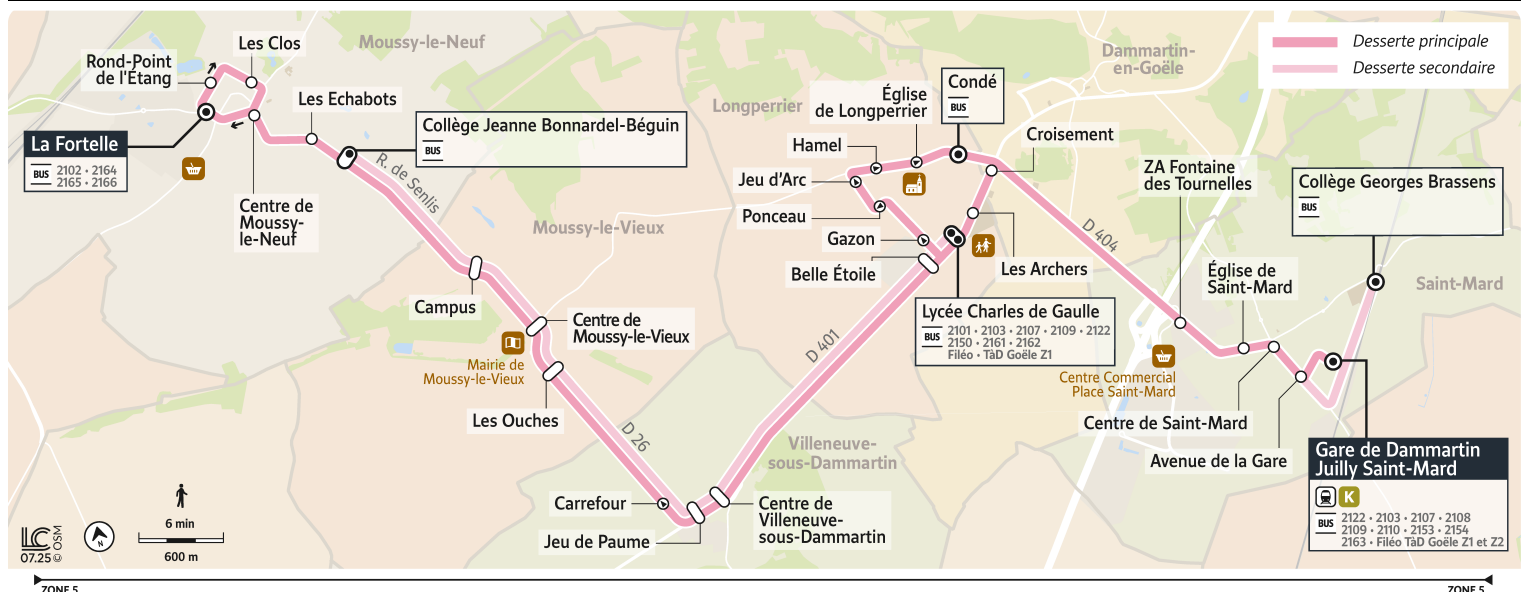 Desserte principale
Desserte secondaire
Moussy-le-Neuf
Les Clos
Rond-Point
de l'Étang
Les Echabots
Collège Jeanne Bonnardel-Béguin
BUS
La Fortelle
BUS
2102 • 2164
2165 • 2166
Centre de
Moussy-
le-Neuf
R. de Senlis
Moussy-le-Vieux
Campus
Centre de
Moussy-le-Vieux
Mairie de
Moussy-le-Vieux
Les Ouches
D 26
Carrefour
Jeu de Paume
Centre de
Villeneuve-
sous-Dammartin
Villeneuve-
sous-Dammartin
D 401
Longperrier
Dammartin-
en-Goële
Condé
BUS
Église
de Longperrier
Hamel
Jeu d'Arc
Ponceau
Gazon
Belle Étoile
Croisement
Les Archers
Lycée Charles de Gaulle
BUS
2101 • 2103 • 2107 • 2109 • 2122
2150 • 2161 • 2162
Filéo • TàD Goële Z1
D 404
ZA Fontaine
des Tournelles
Collège Georges Brassens
BUS
Église de
Saint-Mard
Saint-Mard
Centre Commercial
Place Saint-Mard
Centre de Saint-Mard
Avenue de la Gare
Gare de Dammartin
Juilly Saint-Mard
K
BUS
2122 • 2103 • 2107 • 2108
2109 • 2110 • 2153 • 2154
2163 • Filéo TàD Goële Z1 et Z2
6 min
600 m
N
LC
07.25
© OSM
ZONE 5
ZONE 5